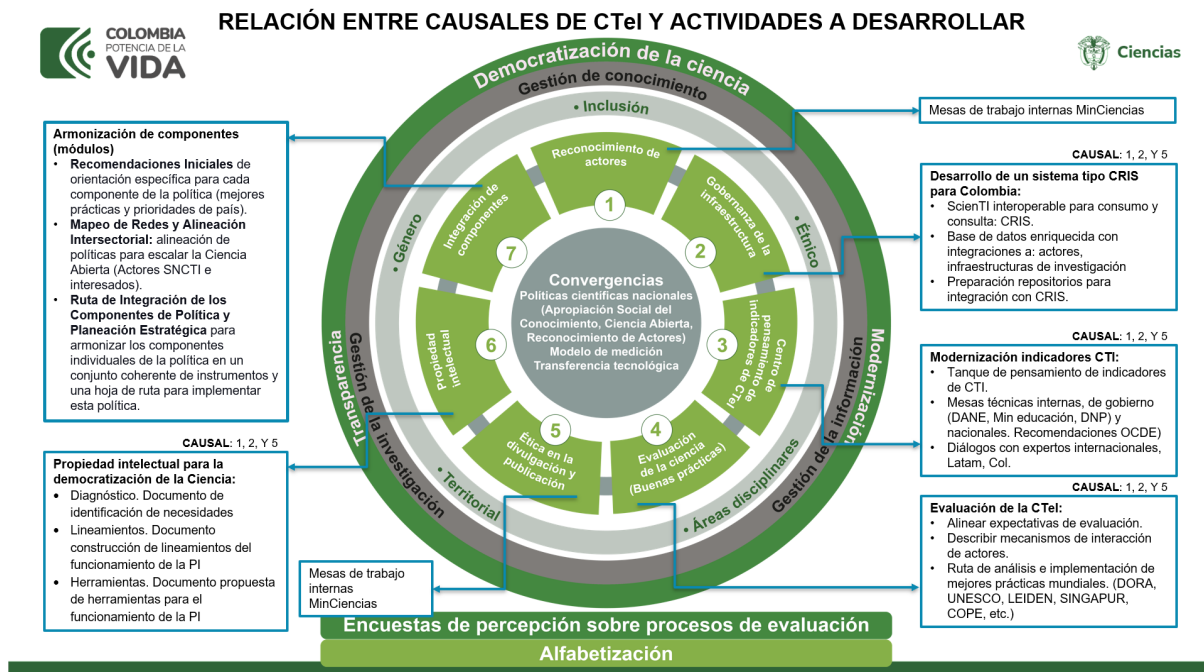 RELACIÓN ENTRE CAUSALES DE CTeI Y ACTIVIDADES A DESARROLLAR
COLOMBIA
POTENCIA DE LA
VIDA
Ciencias
Democratización de la ciencia
Gestión de conocimiento
• Inclusión
Transparencia
Gestión de la investigación
• Género
Modernización
Gestión de la información
• Étnico
• Territorial
• Áreas disciplinares
Reconocimiento de
actores
1
Gobernanza de la
infraestructura
2
Centro de
pensamiento de
indicadores de CTeI
3
Evaluación
de la ciencia
(Buenas prácticas)
4
Ética en la
divulgación y
publicación
5
Propiedad
intelectual
6
Integración de
componentes
7
Convergencias
Políticas científicas nacionales
(Apropiación Social del
Conocimiento, Ciencia Abierta,
Reconocimiento de Actores)
Modelo de medición
Transferencia tecnológica
Armonización de componentes
(módulos)
• Recomendaciones Iniciales de
orientación específica para cada
componente de la política (mejores
prácticas y prioridades de país).
• Mapeo de Redes y Alineación
Intersectorial: alineación de
políticas para escalar la Ciencia
Abierta (Actores SNCTI e
interesados).
• Ruta de Integración de los
Componentes de Política y
Planeación Estratégica para
armonizar los componentes
individuales de la política en un
conjunto coherente de instrumentos y
una hoja de ruta para implementar
esta política.
CAUSAL: 1, 2, Y 5
Propiedad intelectual para la
democratización de la Ciencia:
• Diagnóstico. Documento de
identificación de necesidades
• Lineamientos. Documento
construcción de lineamientos del
funcionamiento de la PI
• Herramientas. Documento propuesta
de herramientas para el
funcionamiento de la PI
Mesas de trabajo
internas
MinCiencias
Mesas de trabajo internas MinCiencias
CAUSAL: 1, 2, Y 5
Desarrollo de un sistema tipo CRIS
para Colombia:
• ScienTI interoperable para consumo y
consulta: CRIS.
• Base de datos enriquecida con
integraciones a: actores,
infraestructuras de investigación
• Preparación repositorios para
integración con CRIS.
CAUSAL: 1, 2, Y 5
Modernización indicadores CTI:
• Tanque de pensamiento de indicadores
de CTI.
• Mesas técnicas internas, de gobierno
(DANE, Min educación, DNP) y
nacionales. Recomendaciones OCDE)
• Diálogos con expertos internacionales,
Latam, Col.
CAUSAL: 1, 2, Y 5
Evaluación de la CTeI:
• Alinear expectativas de evaluación.
• Describir mecanismos de interacción
de actores.
• Ruta de análisis e implementación de
mejores prácticas mundiales. (DORA,
UNESCO, LEIDEN, SINGAPUR,
COPE, etc.)
Encuestas de percepción sobre procesos de evaluación
Alfabetización